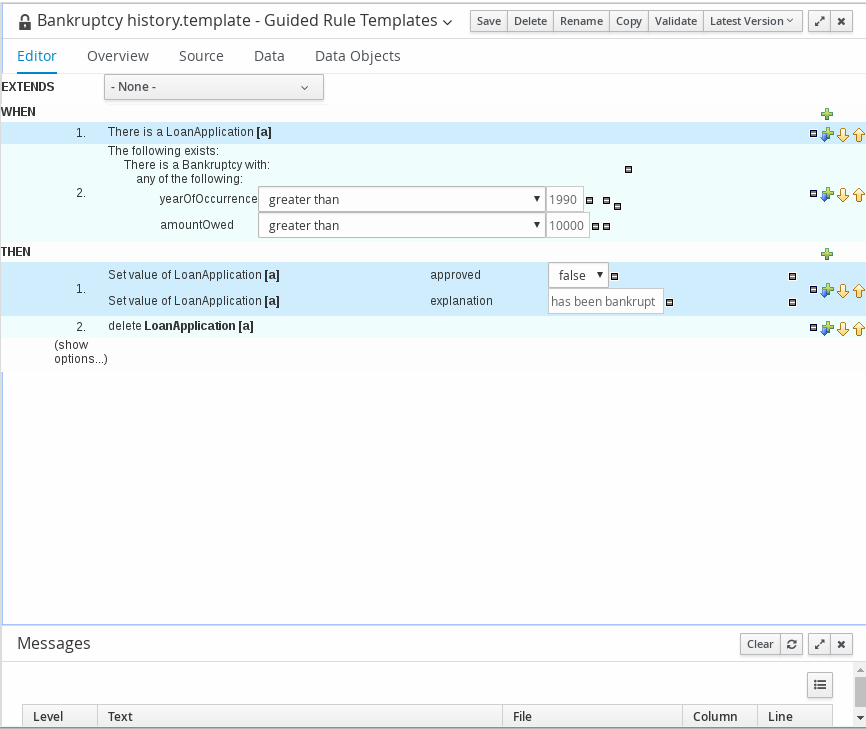 Bankruptcy history.template - Guided Rule Templates Save Delete Rename Copy Validate Latest Version
Editor Overview Source Data Data Objects
EXTENDS - None -
WHEN
1. There is a LoanApplication [a]
The following exists:
There is a Bankruptcy with:
any of the following:
2.
yearOfOccurrence greater than 1990
amountOwed greater than 10000
THEN
1.
Set value of LoanApplication [a] approved false
Set value of LoanApplication [a] explanation has been bankrupt
2. delete LoanApplication [a]
(show
options...)
Messages Clear
Level Text File Column Line